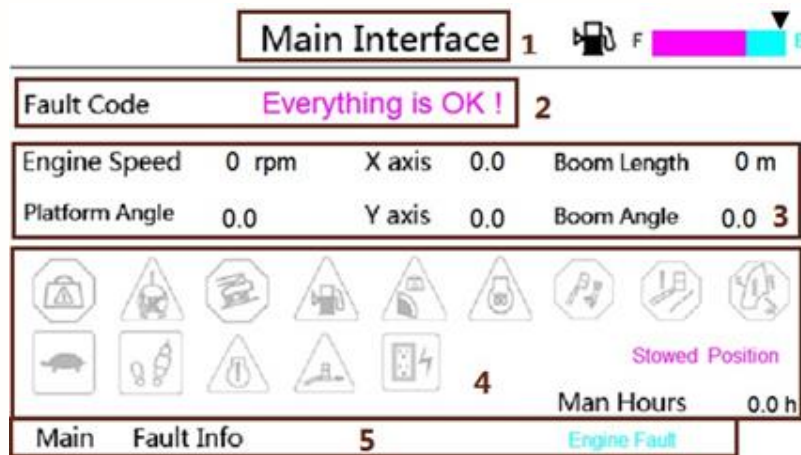 Main Interface 1 F E
Fault Code Everything is OK ! 2
Engine Speed 0 rpm X axis 0.0 Boom Length 0 m
Platform Angle 0.0 Y axis 0.0 Boom Angle 0.0 3
Stowed Position
4
Man Hours 0.0 h
Main Fault Info 5 Engine Fault